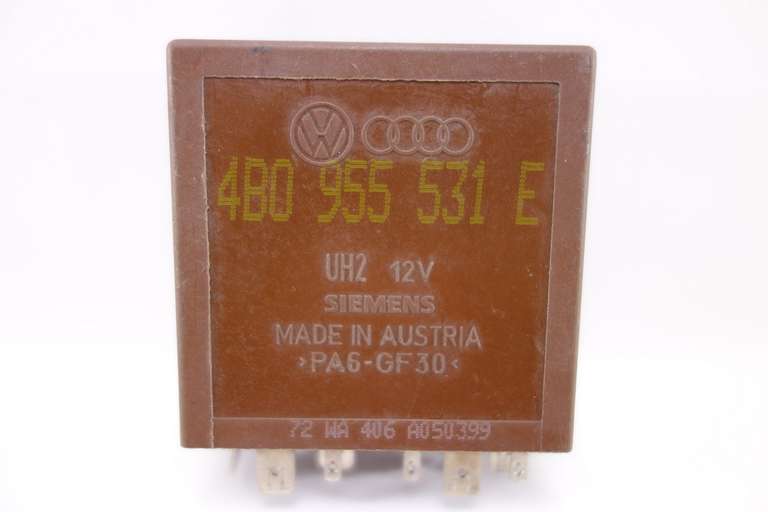 4B0 955 531 E
UH2 12V
SIEMENS
MADE IN AUSTRIA
>PA6-GF30<
72 WA 406 A050399